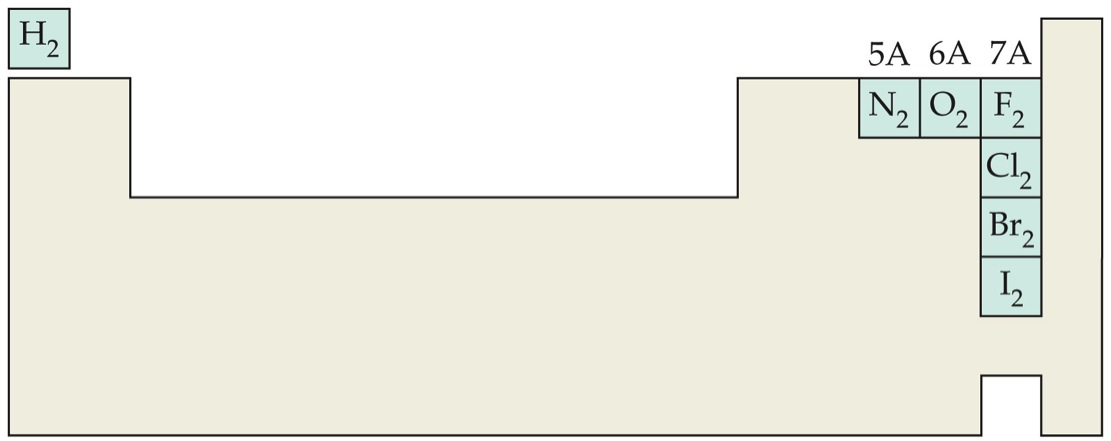 H₂
5A 6A 7A
N₂ O₂ F₂
Cl₂
Br₂
I₂